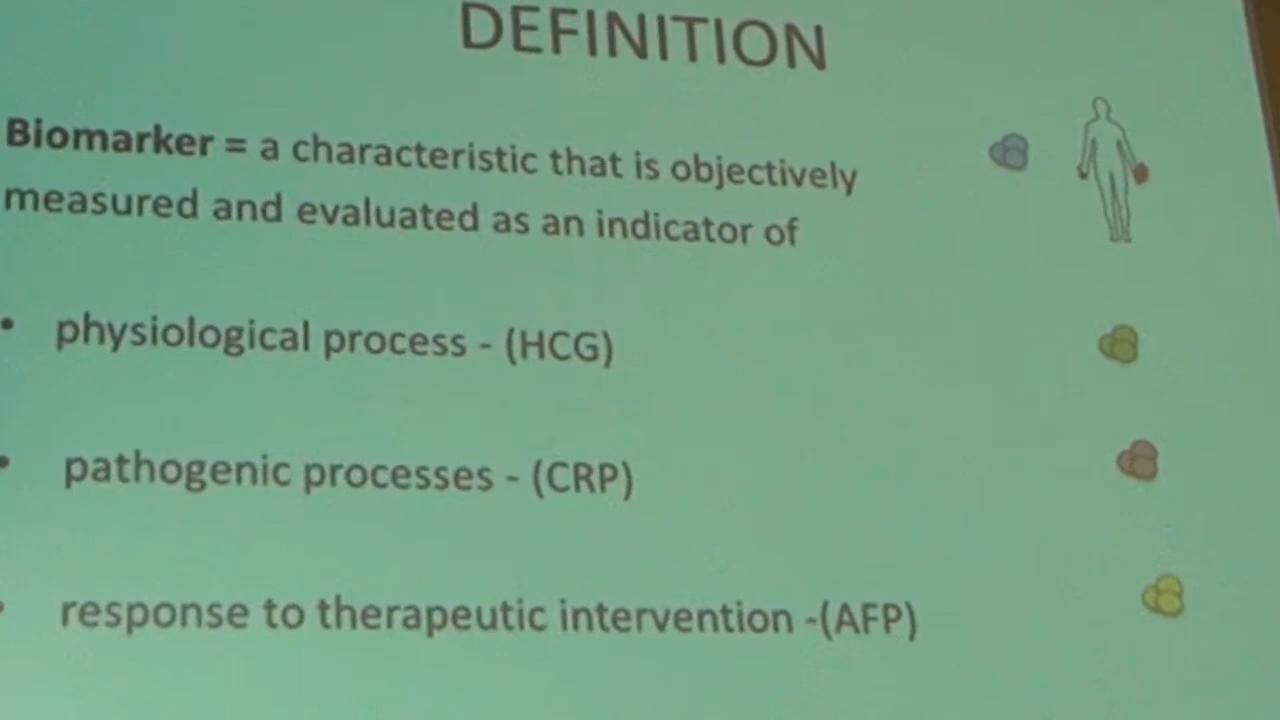 DEFINITION
Biomarker = a characteristic that is objectively
measured and evaluated as an indicator of
• physiological process - (HCG)
• pathogenic processes - (CRP)
• response to therapeutic intervention -(AFP)